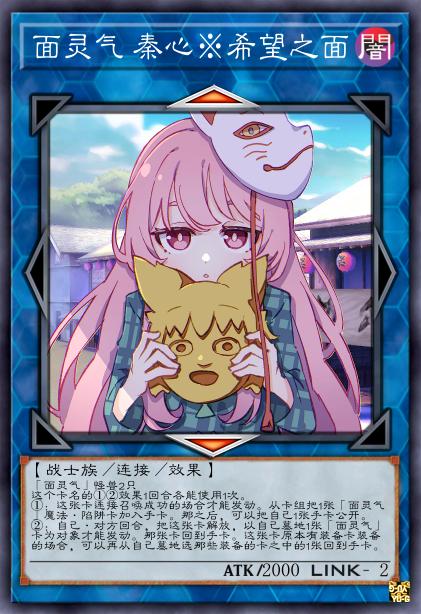 面灵气 秦心※希望之面 闇
【战士族／连接／效果】
「面灵气」怪兽2只
这个卡名的①②效果1回合各能使用1次。
①：这张卡连接召唤成功的场合才能发动。从卡组把1张「面灵气
」魔法·陷阱卡加入手卡。那之后，可以把自己1张手卡公开。
②：自己·对方回合，把这张卡解放，以自己墓地1张「面灵气」
卡为对象才能发动。那张卡回到手卡。这张卡原本有装备卡装备
的场合，可以再从自己墓地选那些装备的卡之中的1张回到手卡。
ATK/2000 LINK-2